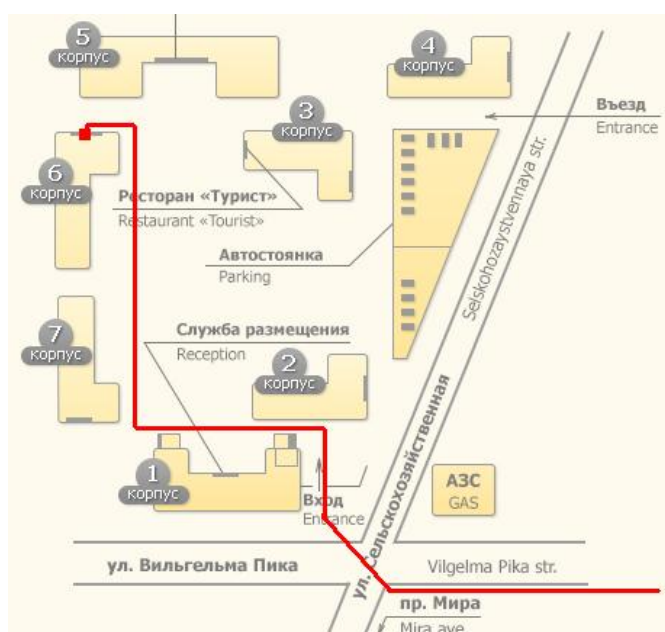 5
корпус
4
корпус
Въезд
Entrance
3
корпус
6
корпус
Ресторан «Турист»
Restaurant «Tourist»
Selskohozaystvennaya str.
Автостоянка
Parking
7
корпус
Служба размещения
Reception
2
корпус
ул. Сельскохозяйственная
1
корпус
Вход
Entrance
АЗС
GAS
ул. Вильгельма Пика
Vilgelma Pika str.
пр. Мира
Mira ave